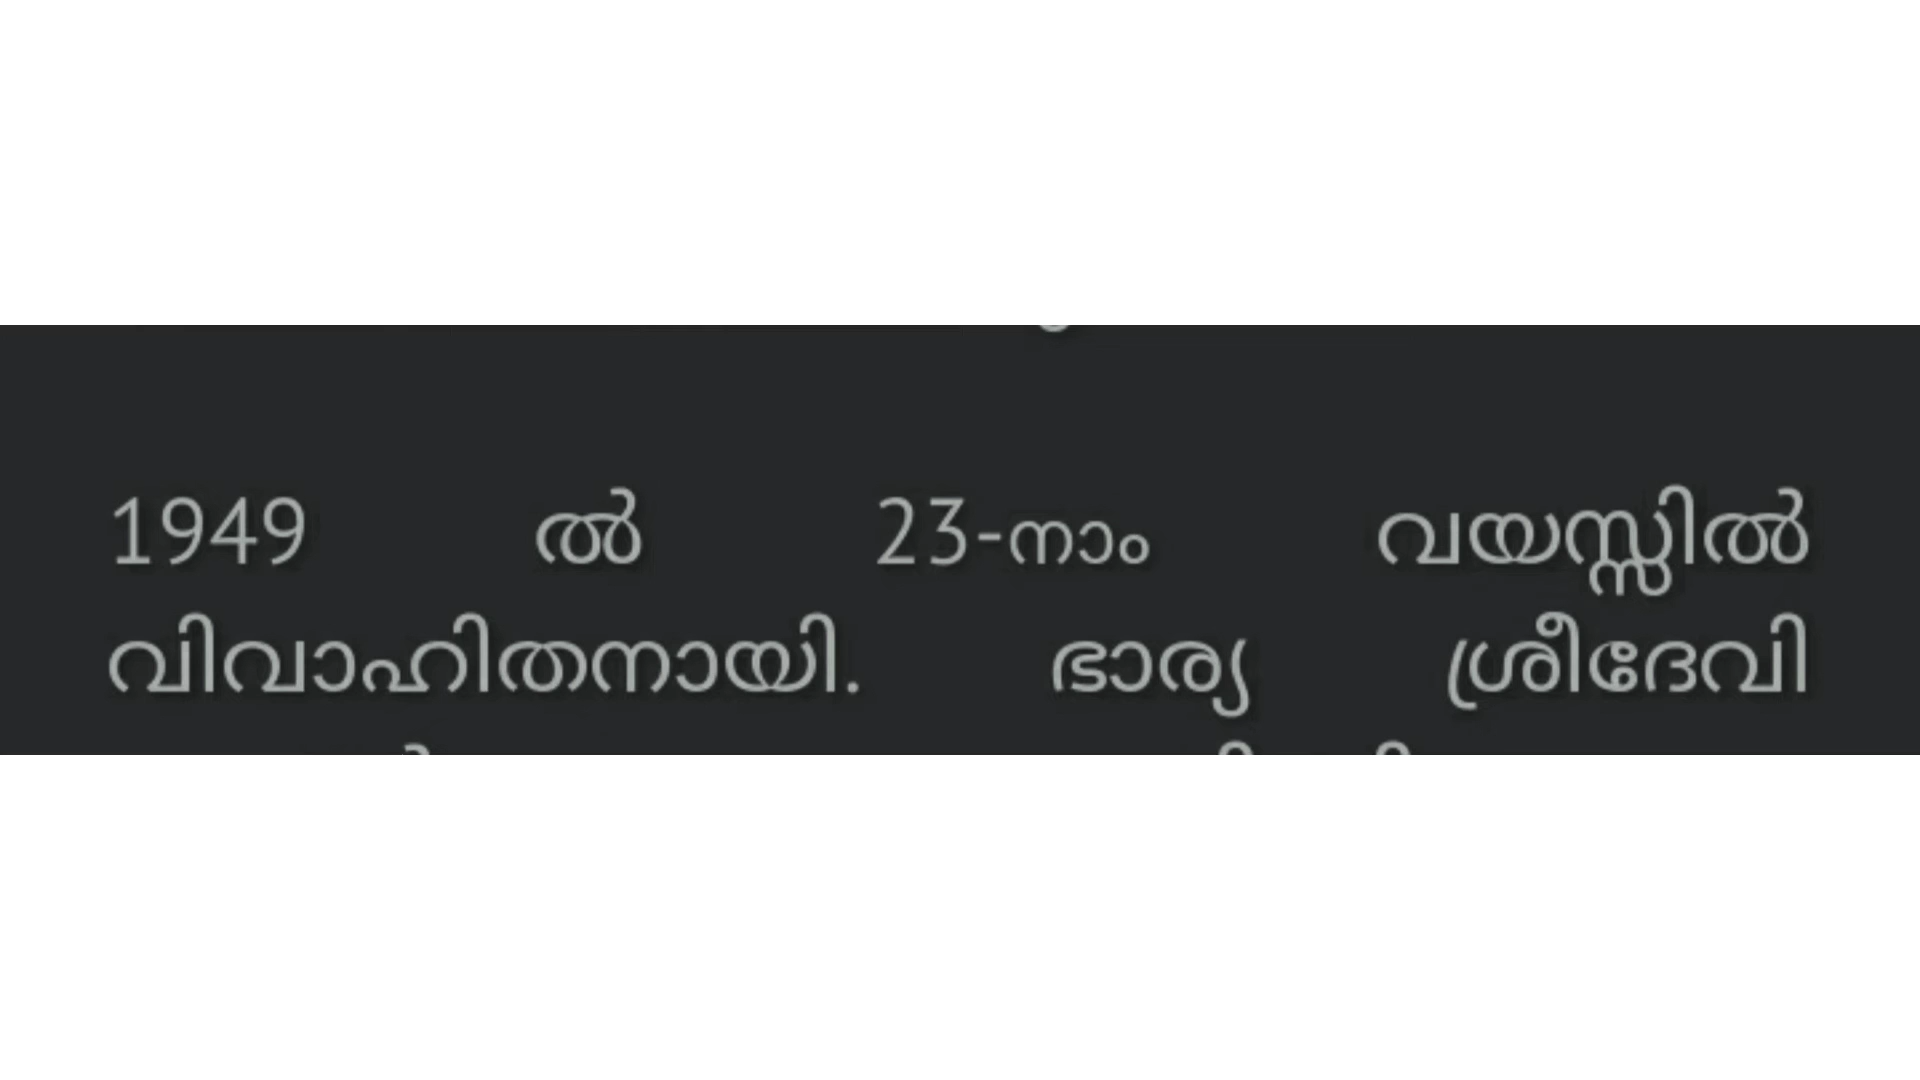 1949 ൽ 23-നാം വയസ്സിൽ
വിവാഹിതനായി. ഭാര്യ ശ്രീദേവി